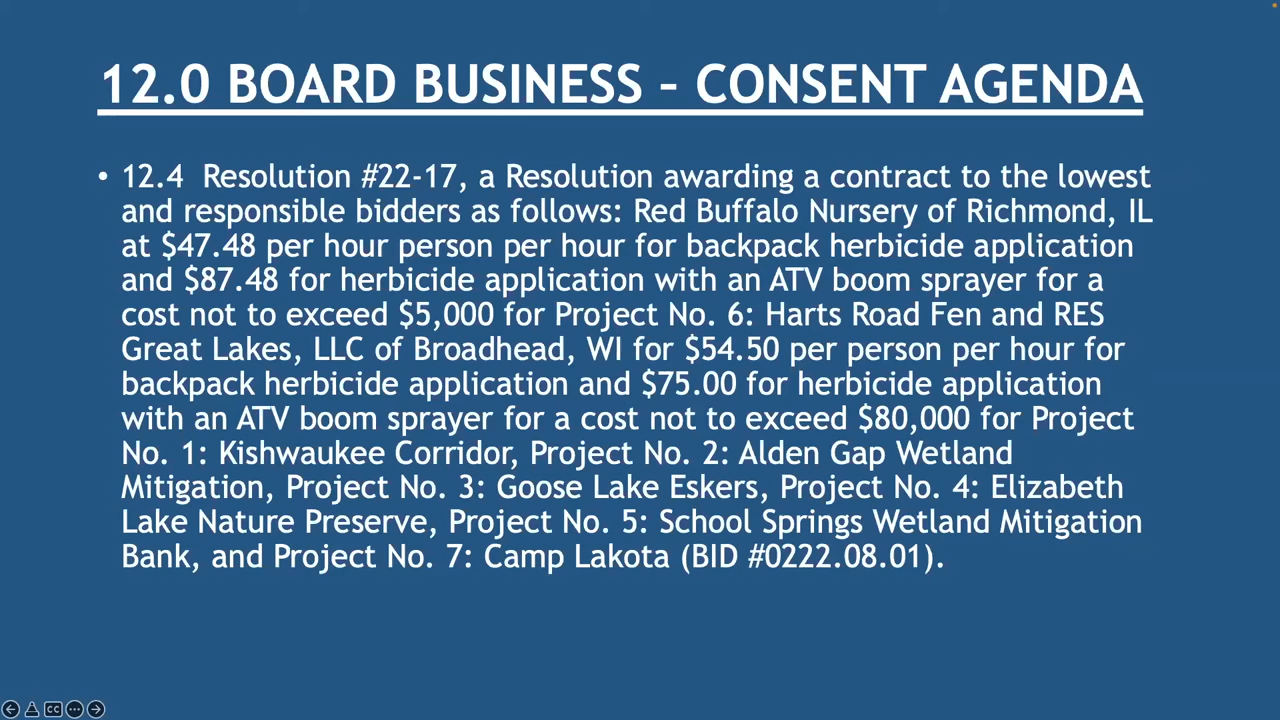 12.0 BOARD BUSINESS – CONSENT AGENDA
• 12.4 Resolution #22-17, a Resolution awarding a contract to the lowest
and responsible bidders as follows: Red Buffalo Nursery of Richmond, IL
at $47.48 per hour person per hour for backpack herbicide application
and $87.48 for herbicide application with an ATV boom sprayer for a
cost not to exceed $5,000 for Project No. 6: Harts Road Fen and RES
Great Lakes, LLC of Broadhead, WI for $54.50 per person per hour for
backpack herbicide application and $75.00 for herbicide application
with an ATV boom sprayer for a cost not to exceed $80,000 for Project
No. 1: Kishwaukee Corridor, Project No. 2: Alden Gap Wetland
Mitigation, Project No. 3: Goose Lake Eskers, Project No. 4: Elizabeth
Lake Nature Preserve, Project No. 5: School Springs Wetland Mitigation
Bank, and Project No. 7: Camp Lakota (BID #0222.08.01).
CC